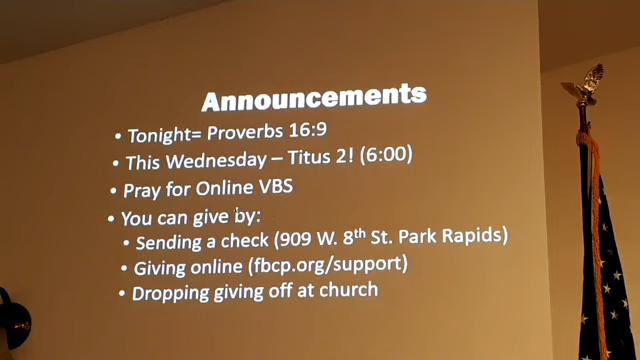 Announcements
• Tonight= Proverbs 16:9
• This Wednesday – Titus 2! (6:00)
• Pray for Online VBS
• You can give by:
• Sending a check (909 W. 8th St. Park Rapids)
• Giving online (fbcp.org/support)
• Dropping giving off at church